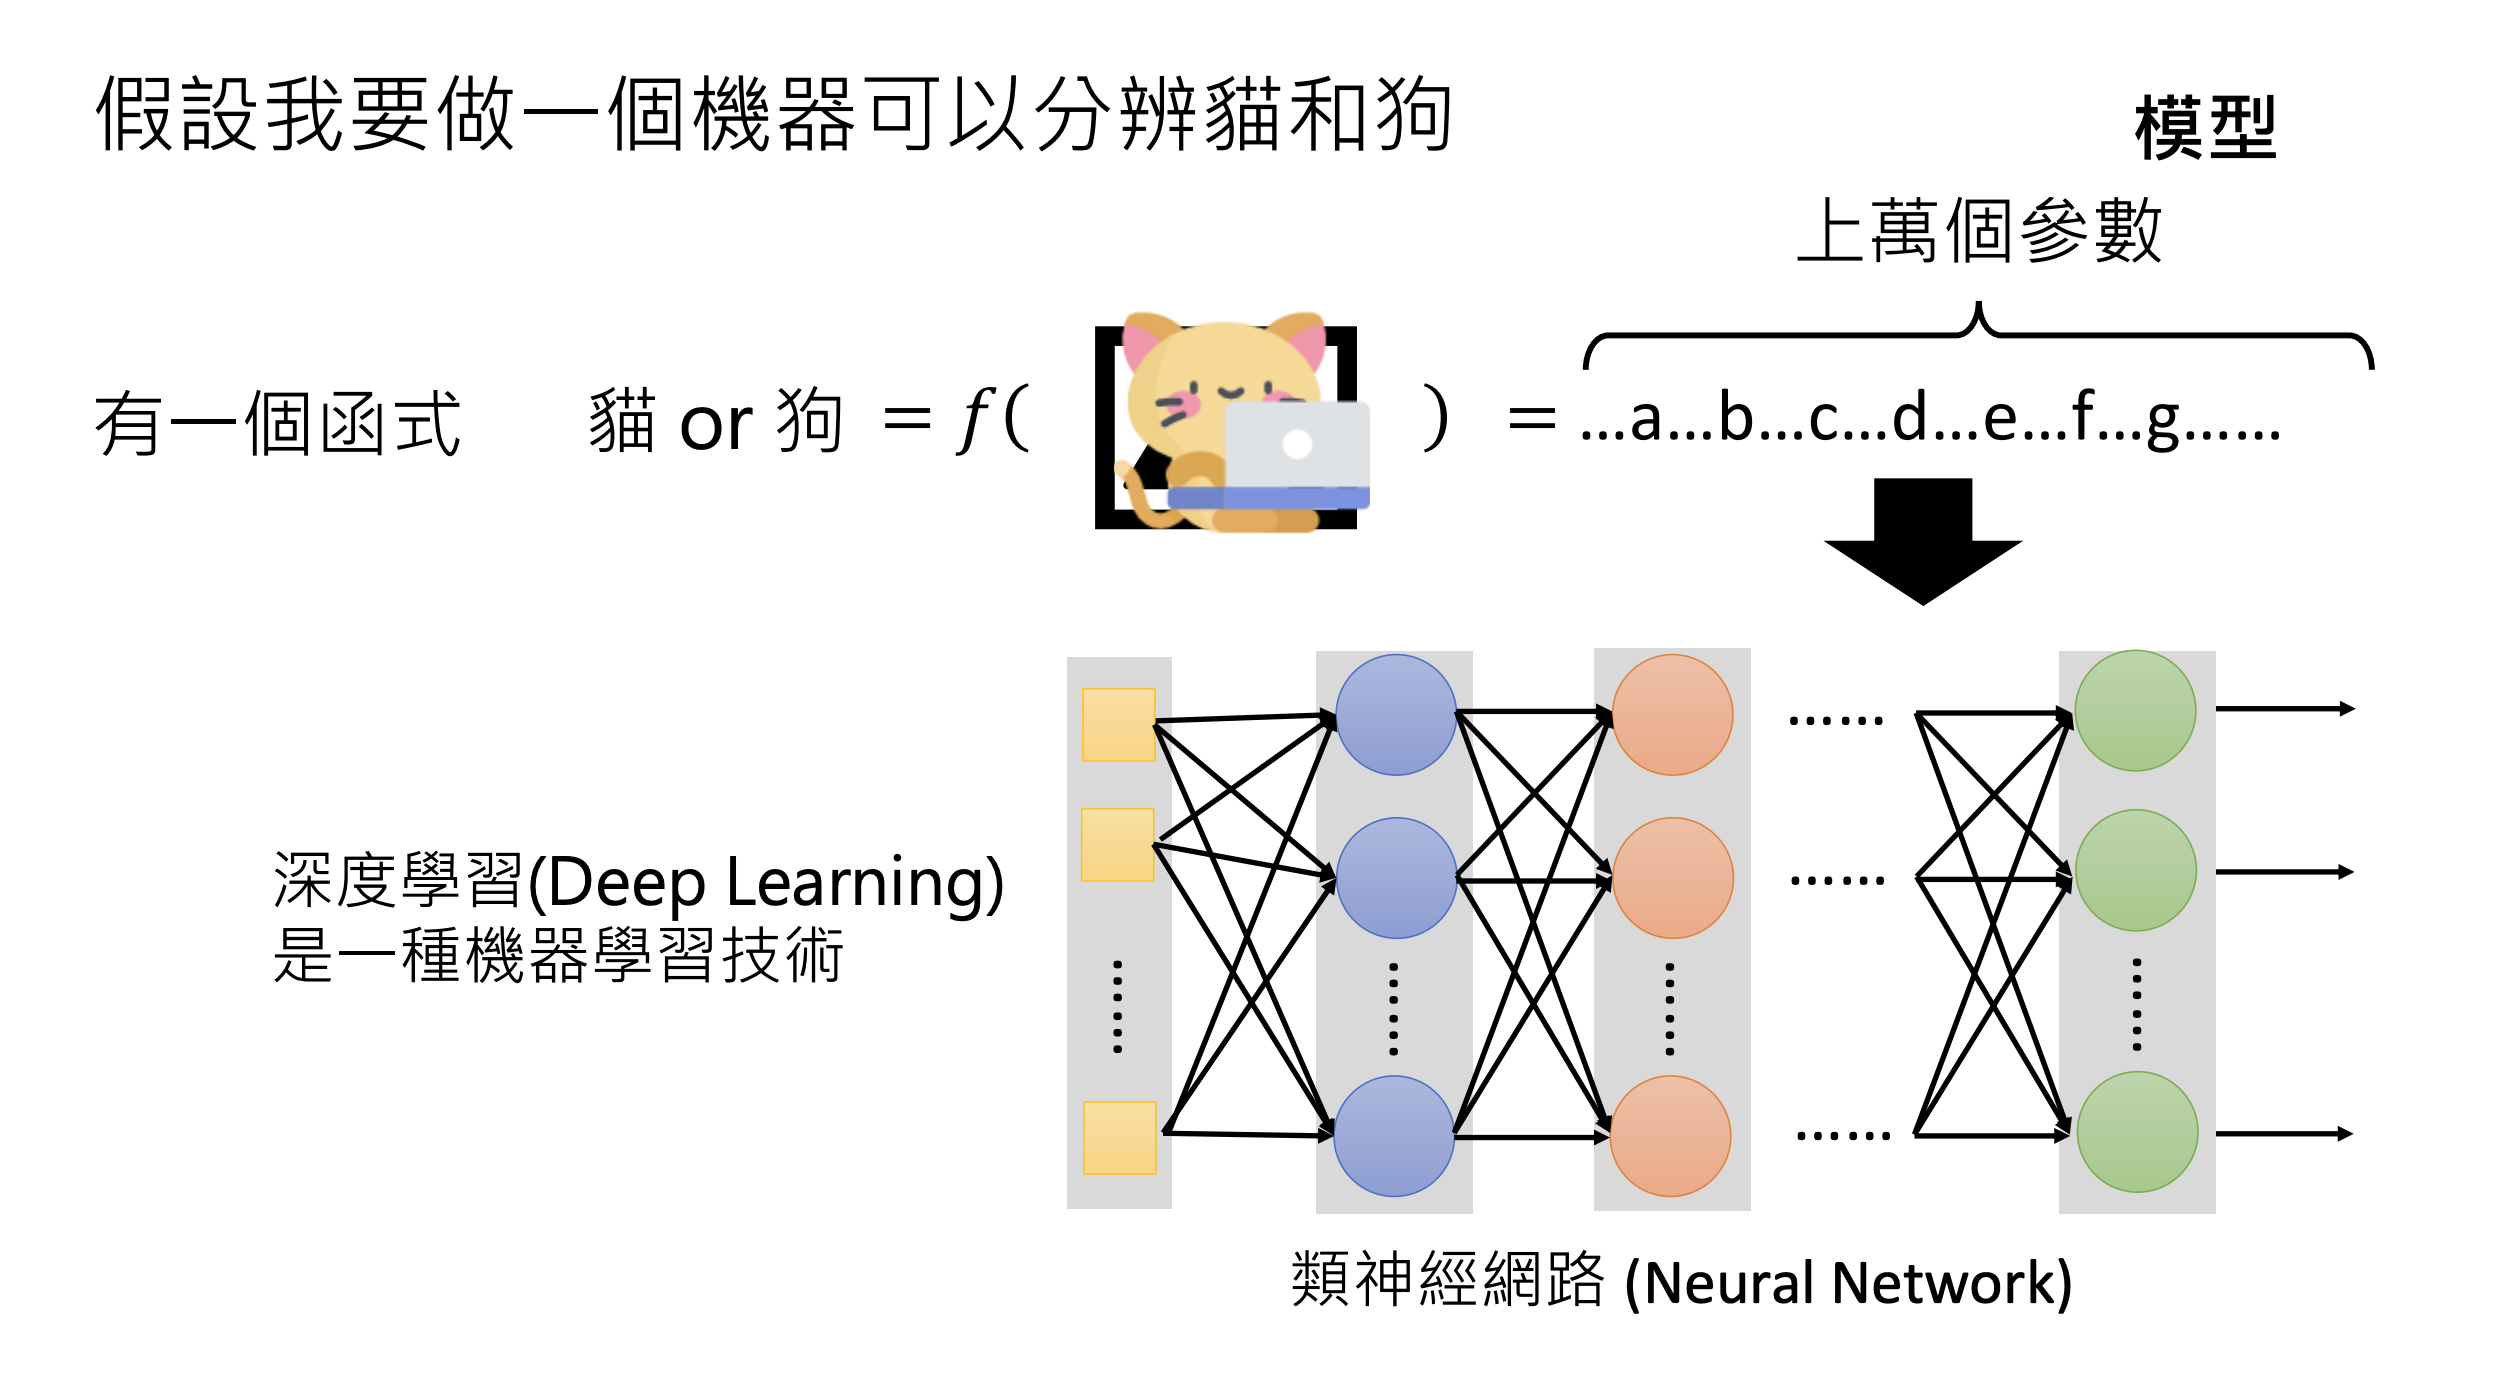 假設我要做一個機器可以分辨貓和狗
模型
上萬個參數
有一個函式
貓 or 狗 = f( ) = …a…b…c…d…e…f…g………
深度學習(Deep Learning)
是一種機器學習技術
……
……
……
……
……
……
……
類神經網路 (Neural Network)